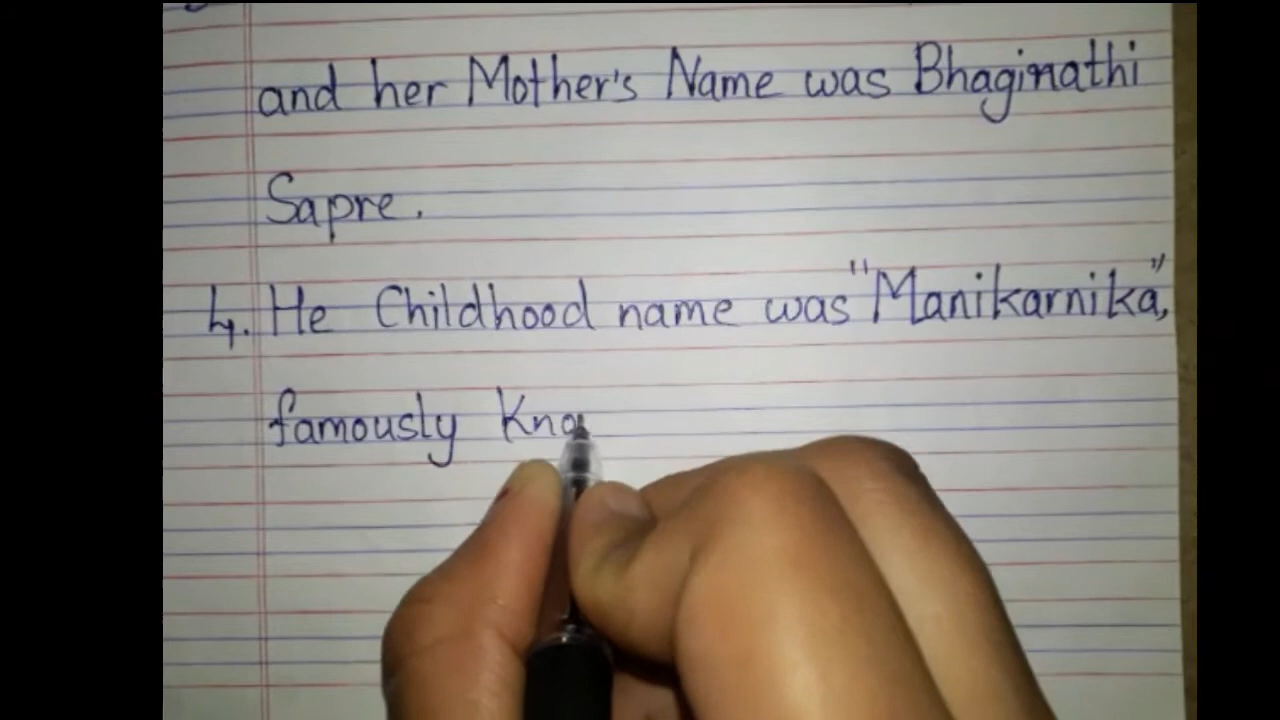 and her Mother's Name was Bhaginathi
Sapre.
4. He Childhood name was "Manikarnika",
famously Kno